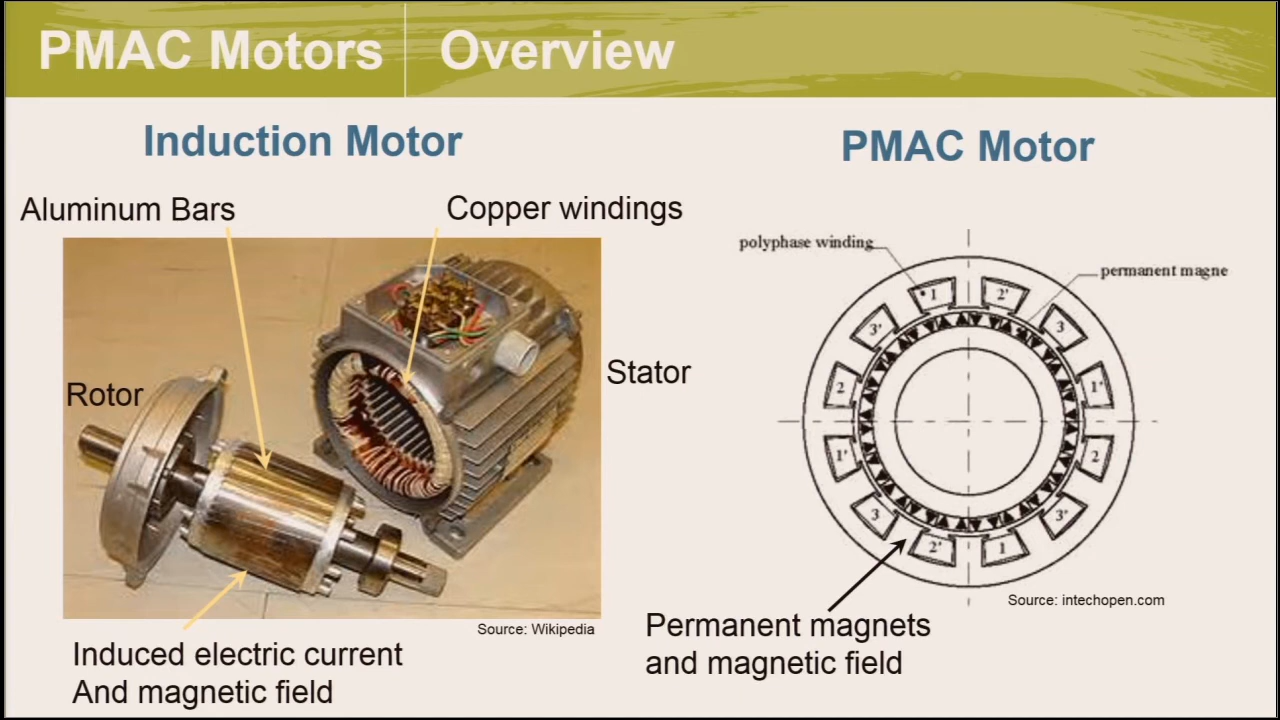 PMAC Motors
Overview
Induction Motor
PMAC Motor
Aluminum Bars
Copper windings
Rotor
Stator
Source: Wikipedia
Induced electric current
And magnetic field
polyphase winding
permanent magne
1
2'
3
1'
2
3'
1
2'
3
1'
2
3'
Source: intechopen.com
Permanent magnets
and magnetic field